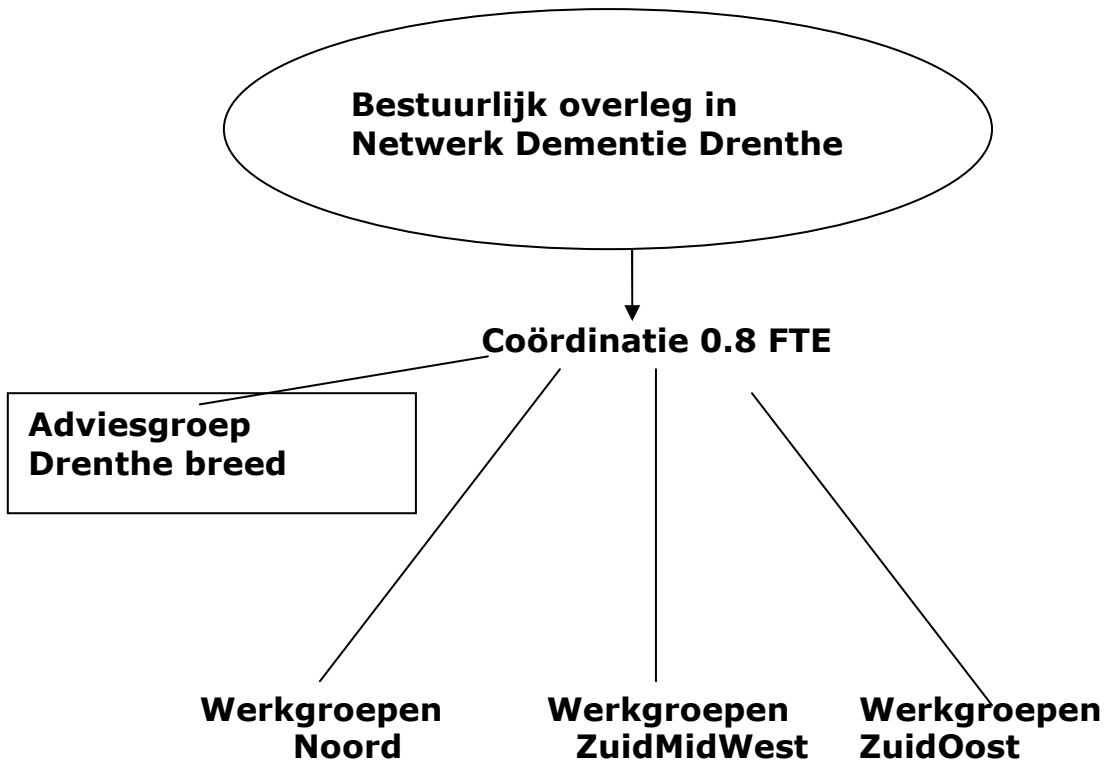 Bestuurlijk overleg in
Netwerk Dementie Drenthe
Coördinatie 0.8 FTE
Adviesgroep
Drenthe breed
Werkgroepen
Noord
Werkgroepen
ZuidMidWest
Werkgroepen
ZuidOost